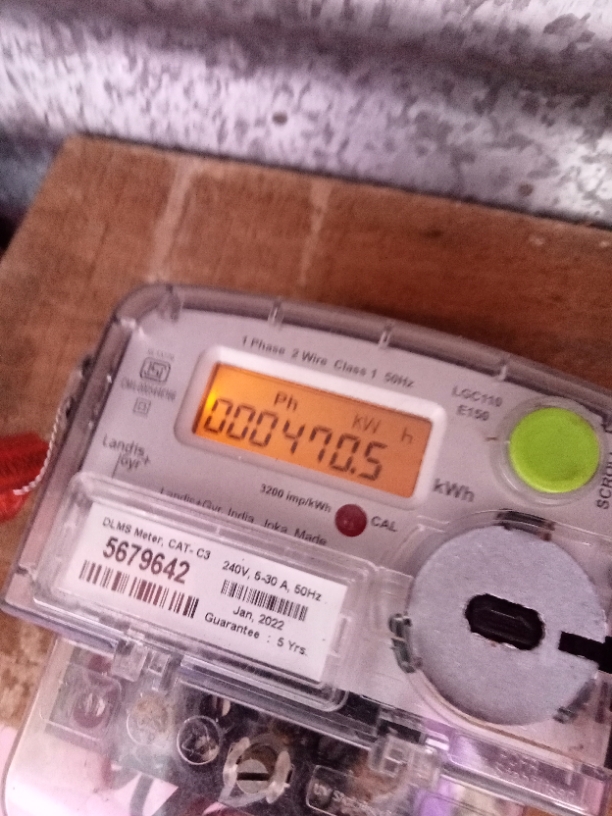 1 Phase 2 Wire Class 1 50Hz
LGC110
E150
Ph kW h
000470.5
kWh
Landis+
Gyr
3200 imp/kWh
CAL
Landis+Gyr, India, Joka, Made
SCROLL
DLMS Meter, CAT- C3
5679642
240V, 5-30 A, 50Hz
Jan, 2022
Guarantee : 5 Yrs.